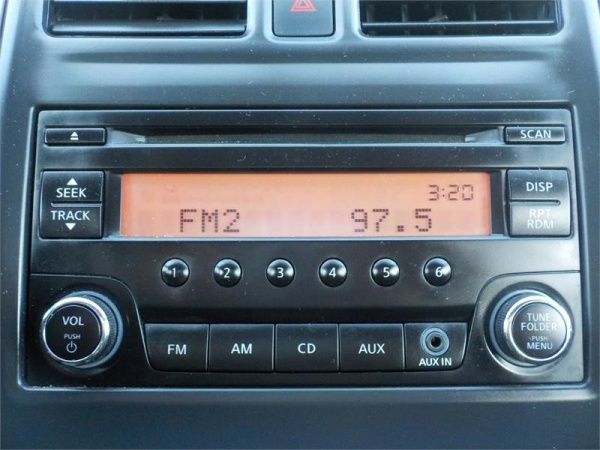 SCAN
SEEK
TRACK
3:20
FM2 97.5
DISP
RPT
RDM
1 2 3 4 5 6
VOL
PUSH
FM AM CD AUX
AUX IN
TUNE
FOLDER
PUSH
MENU